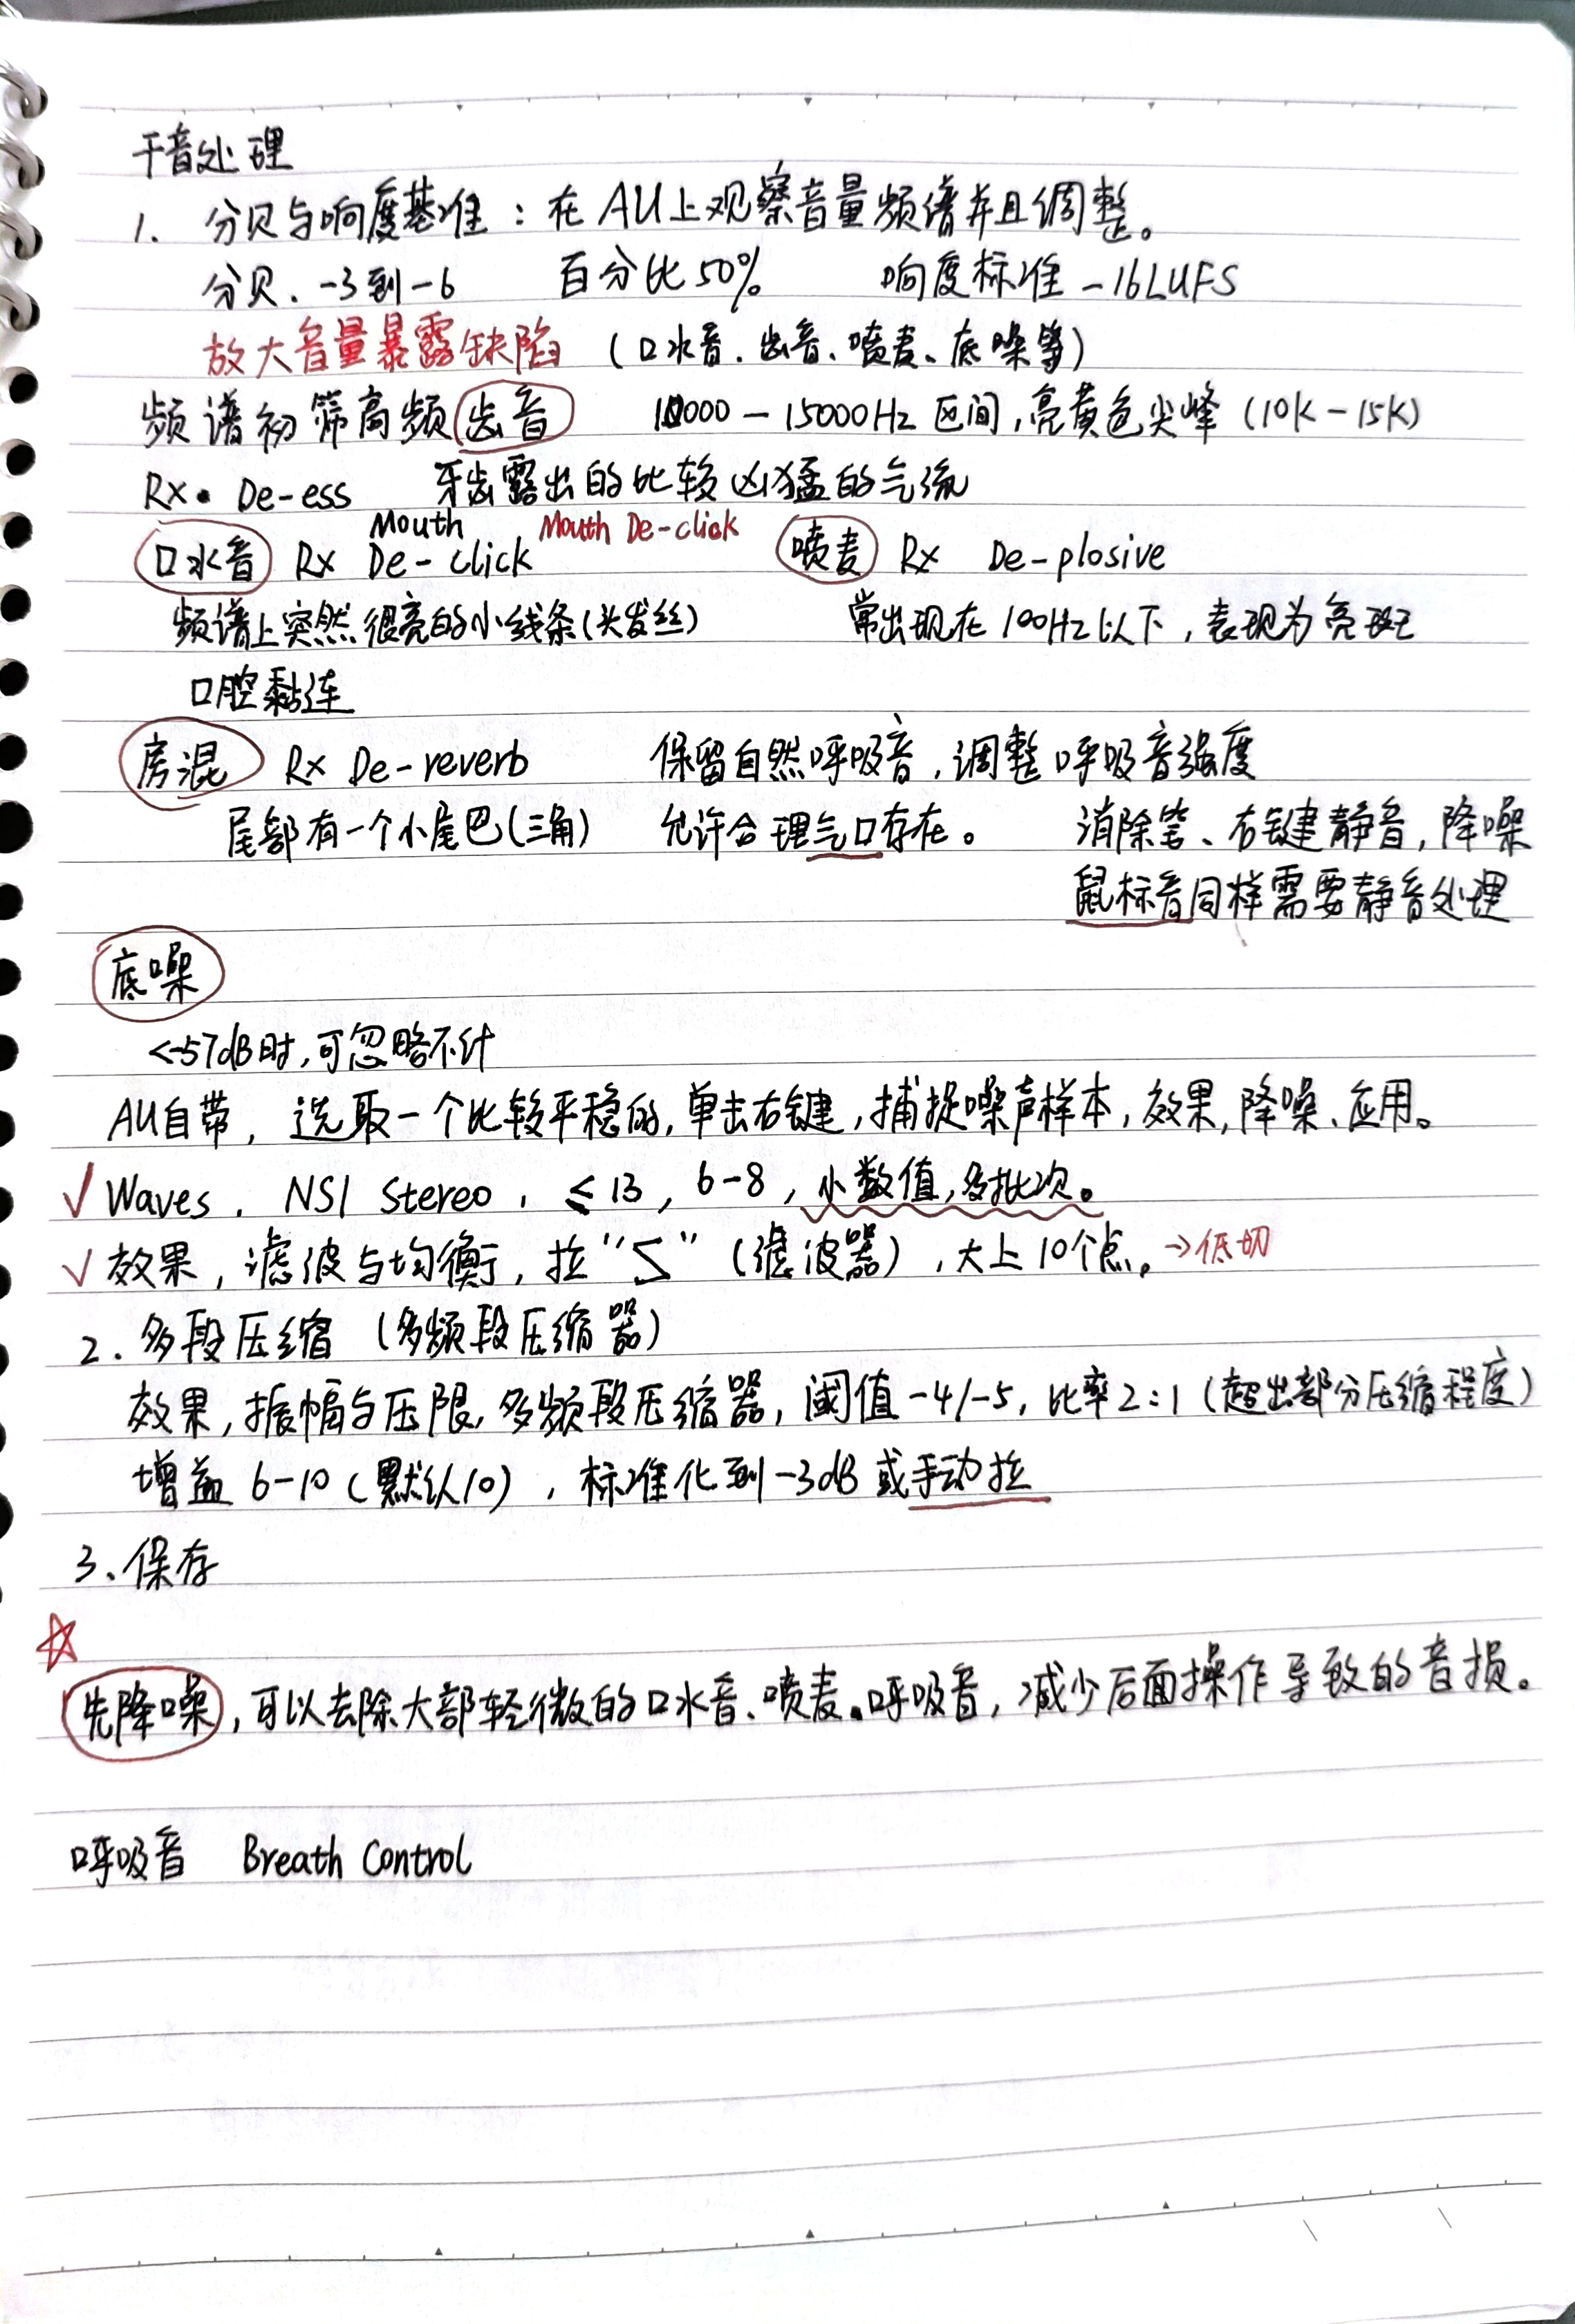 干音处理
1. 分贝与响度基准：在AU上观察音量频谱并且调整。
分贝、-3到-6 百分比50% 响度标准-16LUFS
放大音量暴露缺陷（口水音、齿音、喷麦、底噪等）
频谱初筛高频齿音 10000-15000Hz区间，亮黄色尖峰（10K-15K）
Rx. De-ess 牙齿露出的比较凶猛的气流
Mouth Mouth De-click
口水音 Rx De-click 喷麦 Rx De-plosive
频谱上突然很亮的小线条（头发丝） 常出现在100Hz以下，表现为亮斑
口腔黏连
房混 Rx De-reverb 保留自然呼吸音，调整呼吸音强度
尾部有一个小尾巴（三角） 允许合理气口存在。 消除笔、右键静音，降噪
鼠标音同样需要静音处理
底噪
<-57dB时，可忽略不计
AU自带，选取一个比较平稳的，单击右键，捕捉噪声样本，效果，降噪、应用。
√ Waves. NS1 Stereo, ≤13, 6-8，小数值，多批次。
√ 效果，滤波与均衡，拉“S”（滤波器），大上10个点。→低切
2. 多段压缩（多频段压缩器）
效果，振幅与压限，多频段压缩器，阈值-4/-5，比率2:1（超出部分压缩程度）
增益6-10（默认10），标准化到-3dB或手动拉
3、保存
☆
先降噪，可以去除大部轻微的口水音、喷麦、呼吸音，减少后面操作导致的音损。
呼吸音 Breath Control